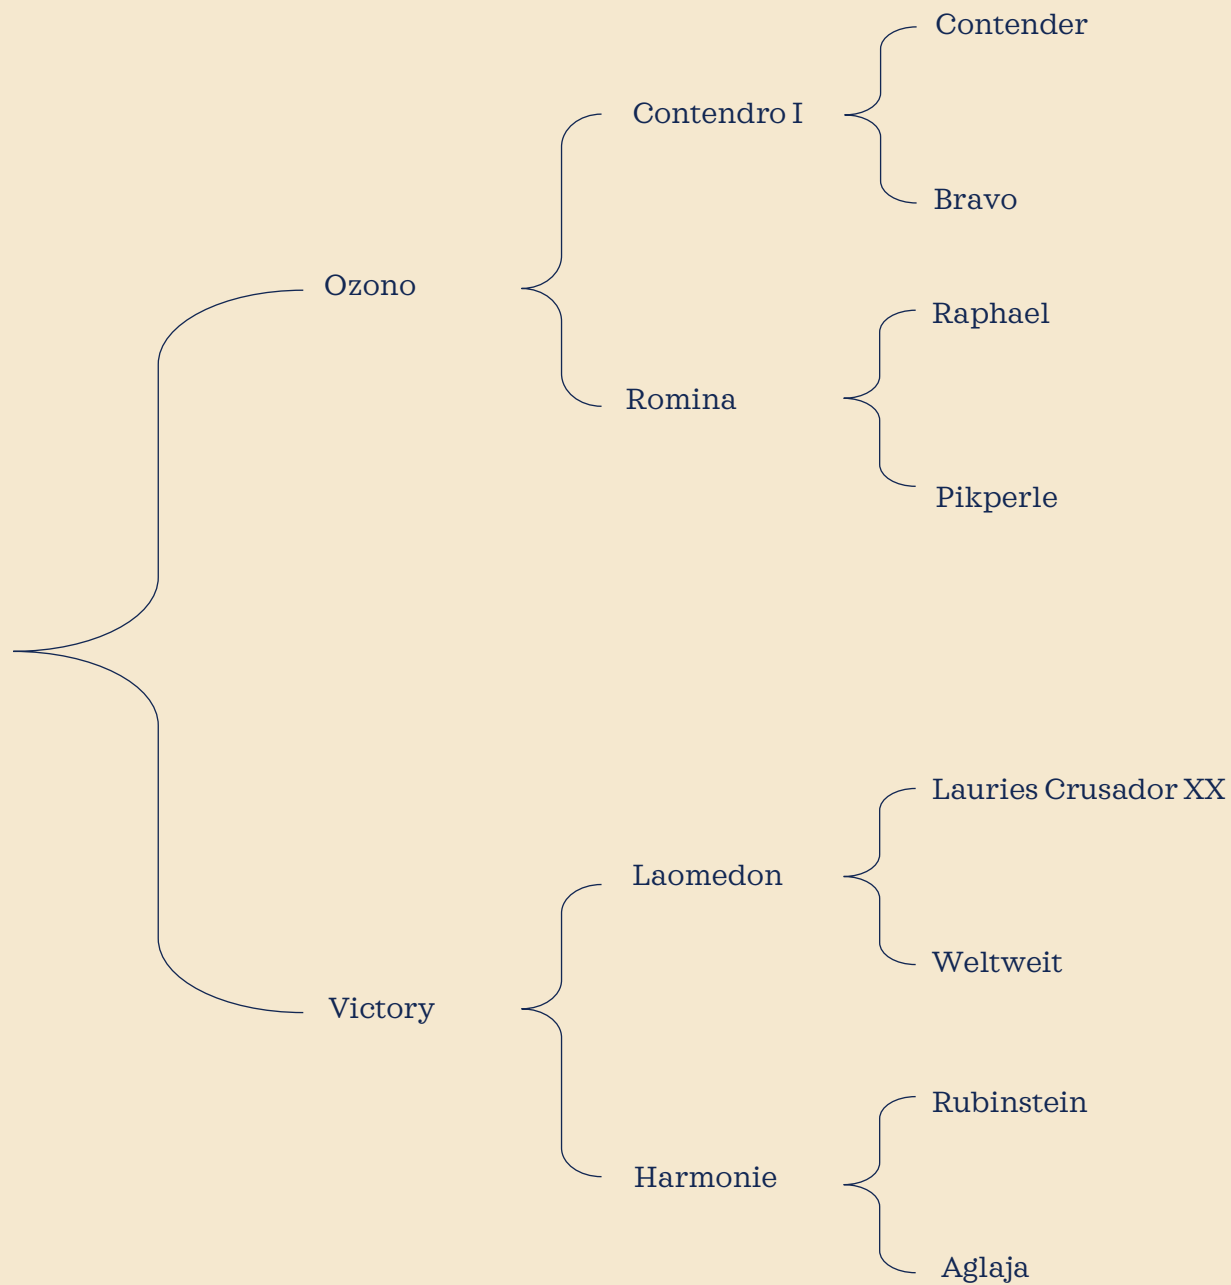 Contender
Contendro I
Bravo
Ozono
Raphael
Romina
Pikperle
Lauries Crusador XX
Laomedon
Weltweit
Victory
Rubinstein
Harmonie
Aglaja